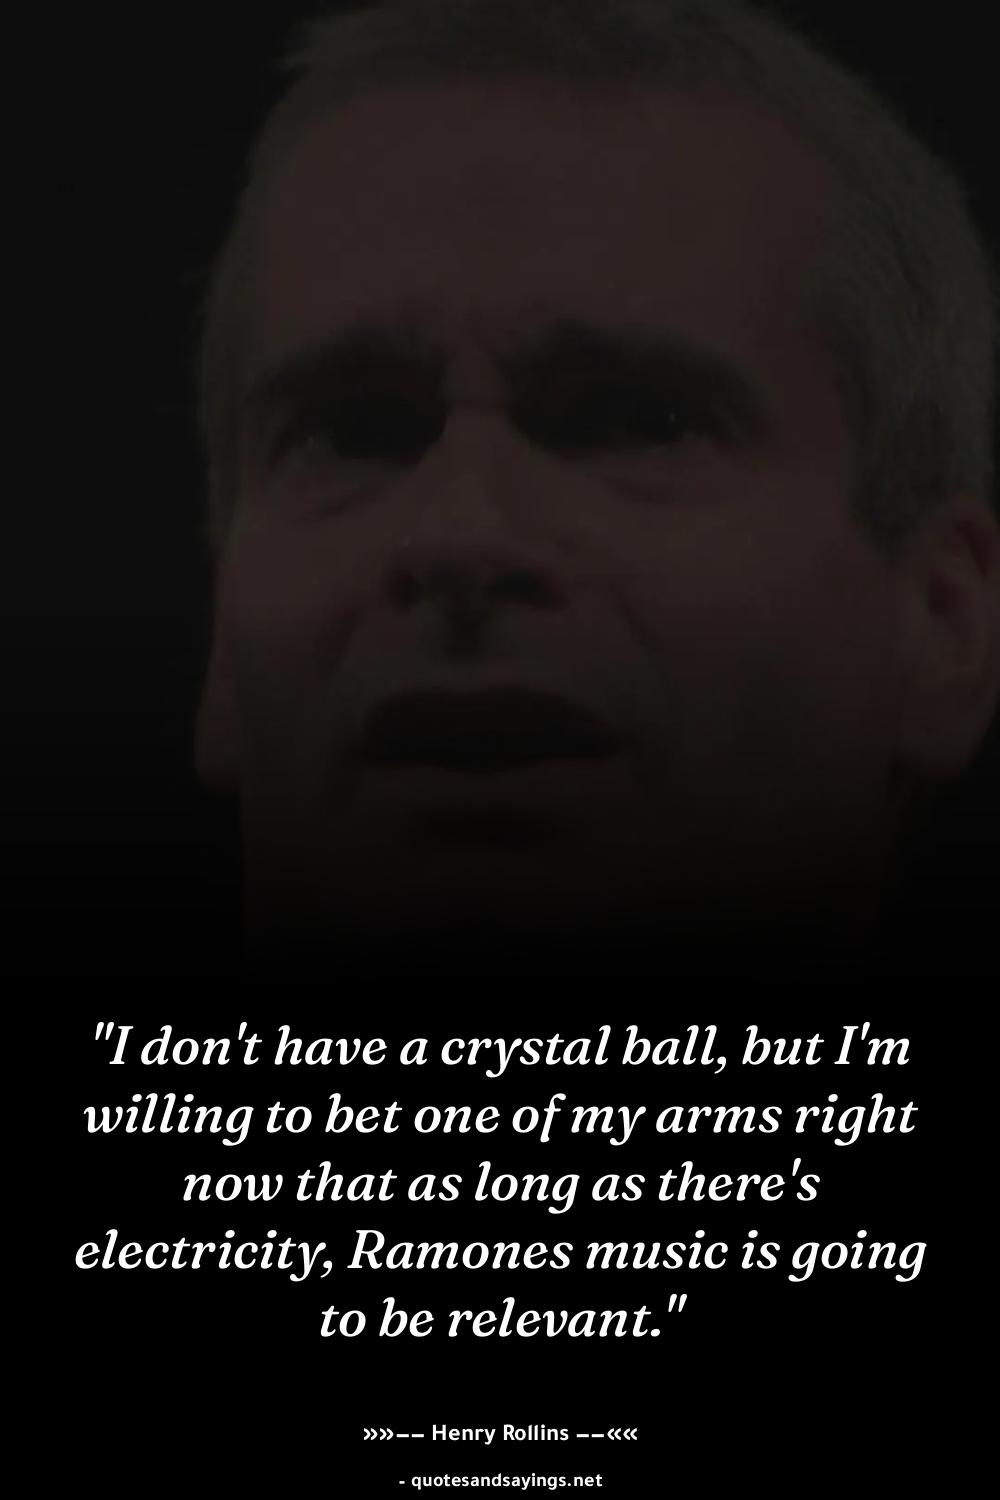 "I don't have a crystal ball, but I'm
willing to bet one of my arms right
now that as long as there's
electricity, Ramones music is going
to be relevant."
»»−− Henry Rollins −−««
- quotesandsayings.net